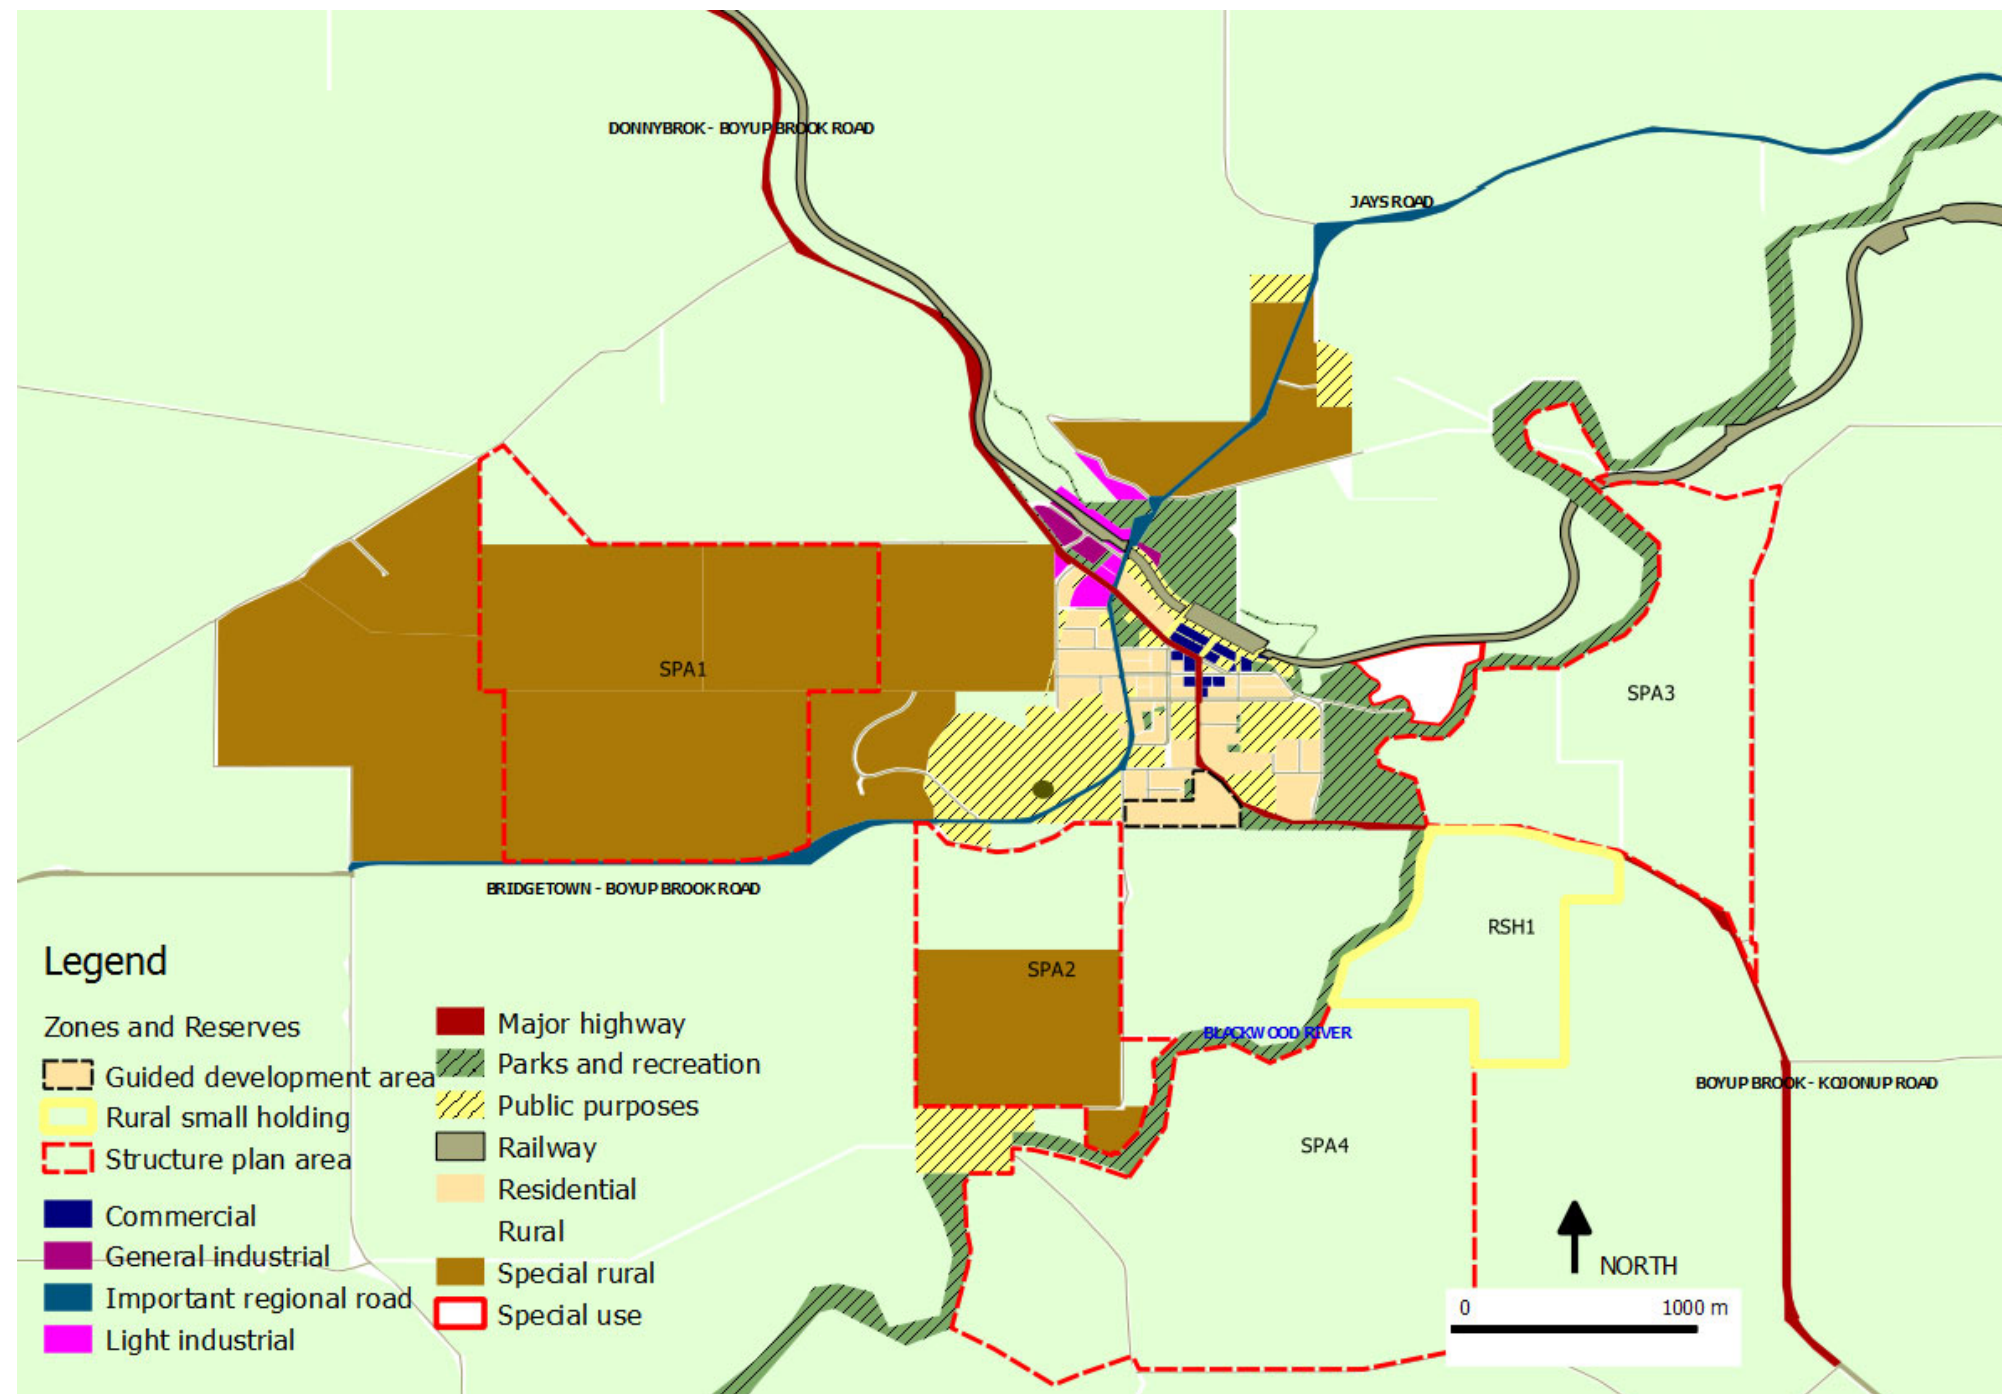 DONNYBROK - BOYUP BROOK ROAD
JAYS ROAD
SPA1
SPA3
BRIDGETOWN - BOYUP BROOK ROAD
RSH1
SPA2
BLACKWOOD RIVER
BOYUP BROOK - KOJONUP ROAD
SPA4
Legend
Zones and Reserves
Guided development area
Rural small holding
Structure plan area
Commercial
General industrial
Important regional road
Light industrial
Major highway
Parks and recreation
Public purposes
Railway
Residential
Rural
Special rural
Special use
NORTH
0 1000 m